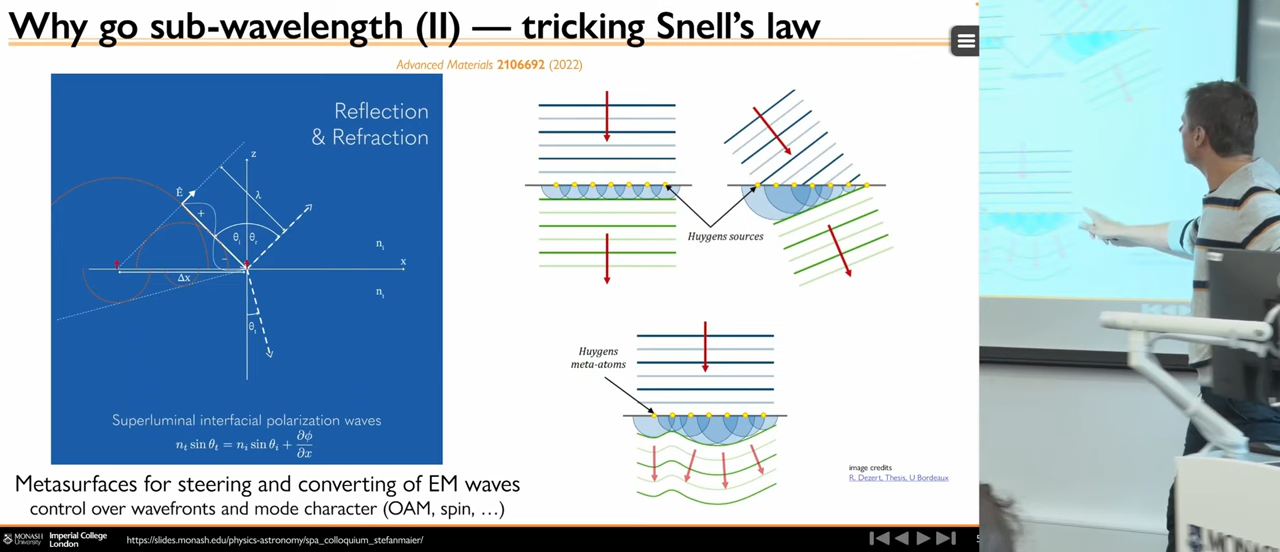 Why go sub-wavelength (II) — tricking Snell's law
Advanced Materials 2106692 (2022)
Reflection
& Refraction
z
Ê
λ
+
θi
θr
−
ni
x
Δx
nt
θt
Superluminal interfacial polarization waves
nt sin θt = ni sin θi + ∂ϕ/∂x
Huygens sources
Huygens
meta-atoms
image credits
R. Dezert, Thesis, U Bordeaux
Metasurfaces for steering and converting of EM waves
control over wavefronts and mode character (OAM, spin, …)
MONASH
University
Imperial College
London
https://slides.monash.edu/physics-astronomy/spa_colloquium_stefanmaier/
5
MONASH
University